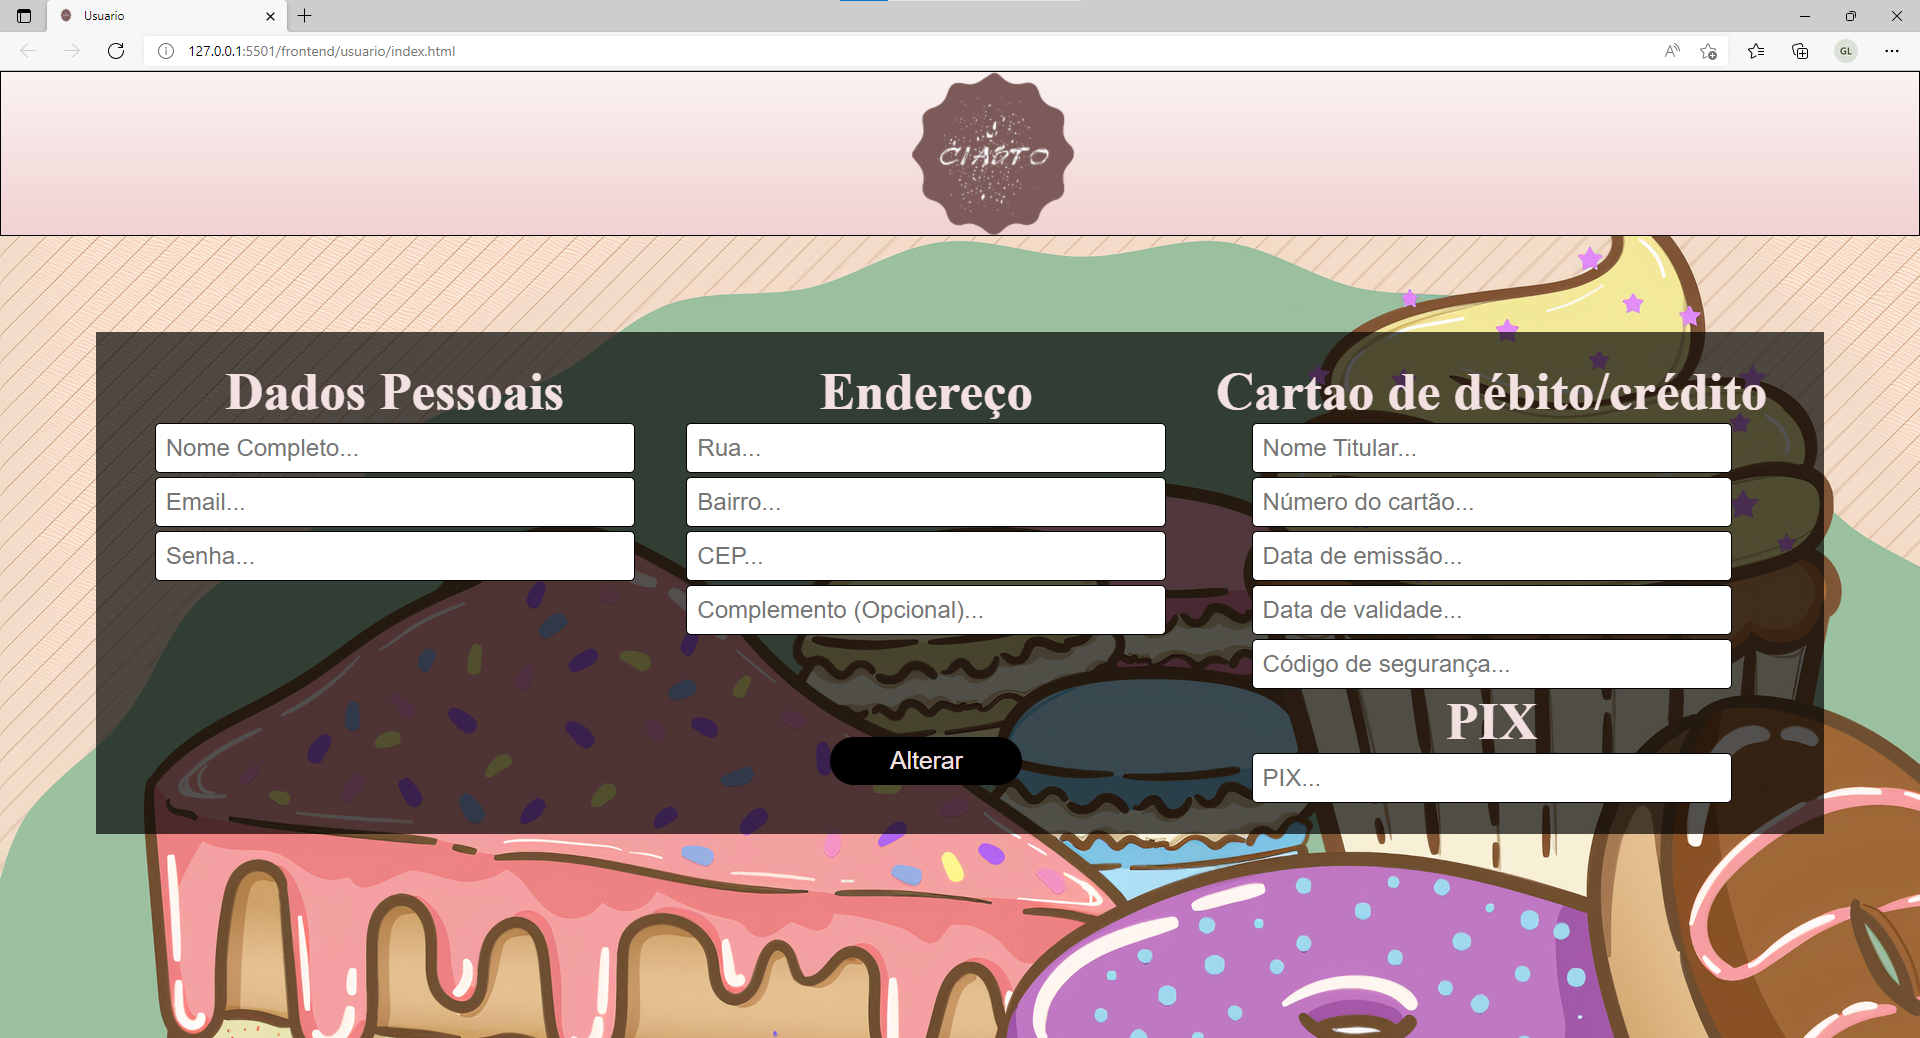 Usuario
127.0.0.1:5501/frontend/usuario/index.html
GL
CIABTO
Dados Pessoais
Nome Completo...
Email...
Senha...
Endereço
Rua...
Bairro...
CEP...
Complemento (Opcional)...
Alterar
Cartao de débito/crédito
Nome Titular...
Número do cartão...
Data de emissão...
Data de validade...
Código de segurança...
PIX
PIX...